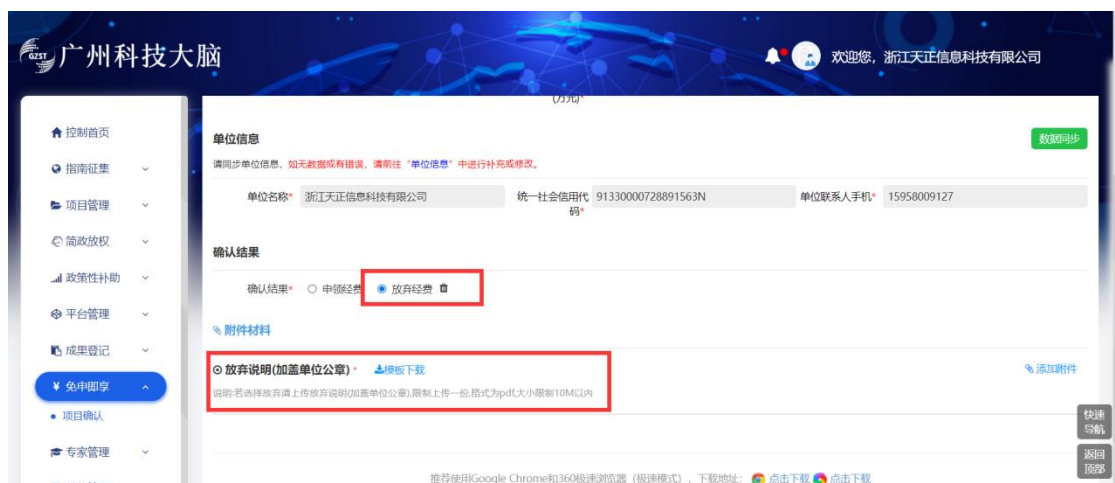 GZST 广州科技大脑
欢迎您，浙江天正信息科技有限公司
(万元)*
控制首页
指南征集
项目管理
简政放权
政策性补助
平台管理
成果登记
¥ 免申即享
项目确认
专家管理
单位信息
数据同步
请同步单位信息，如无数据或有错误，请前往“单位信息”中进行补充或修改。
单位名称* 浙江天正信息科技有限公司 统一社会信用代码* 91330000728891563N 单位联系人手机* 15958009127
确认结果
确认结果* 申领经费 放弃经费
附件材料
放弃说明(加盖单位公章)* 模板下载 添加附件
说明:若选择放弃请上传放弃说明(加盖单位公章),限制上传一份,格式为pdf,大小限制10M以内
快速导航
返回顶部
推荐使用Google Chrome和360极速浏览器（极速模式），下载地址： 点击下载 点击下载